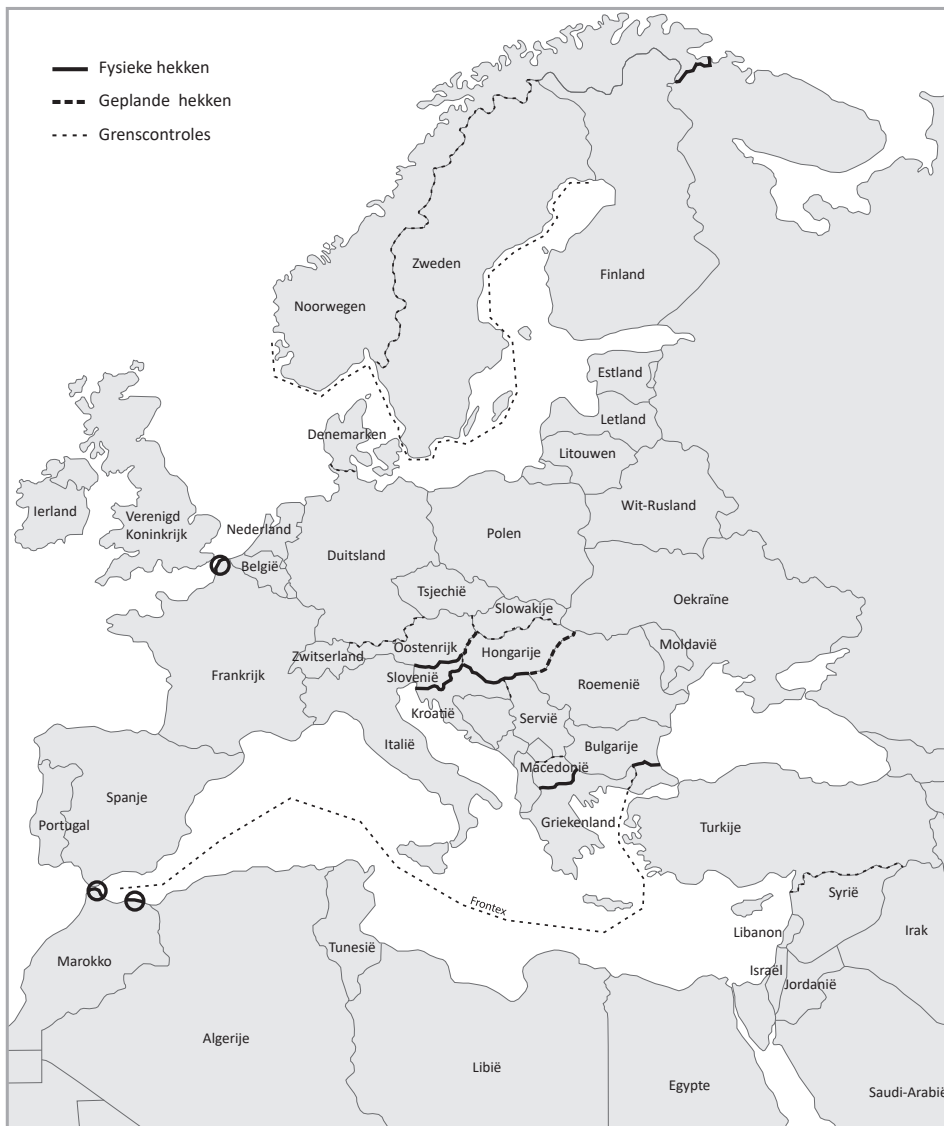 Fysieke hekken
Geplande hekken
Grenscontroles
Zweden
Finland
Noorwegen
Estland
Letland
Denemarken
Litouwen
Wit-Rusland
Ierland
Verenigd
Koninkrijk
Nederland
Polen
Duitsland
België
Tsjechië
Oekraïne
Slowakije
Oostenrijk
Hongarije
Moldavië
Zwitserland
Frankrijk
Slovenië
Roemenië
Kroatië
Servië
Italië
Bulgarije
Macedonië
Spanje
Portugal
Griekenland
Turkije
Frontex
Syrië
Libanon
Irak
Tunesië
Marokko
Israël
Jordanië
Algerije
Libië
Egypte
Saudi-Arabië